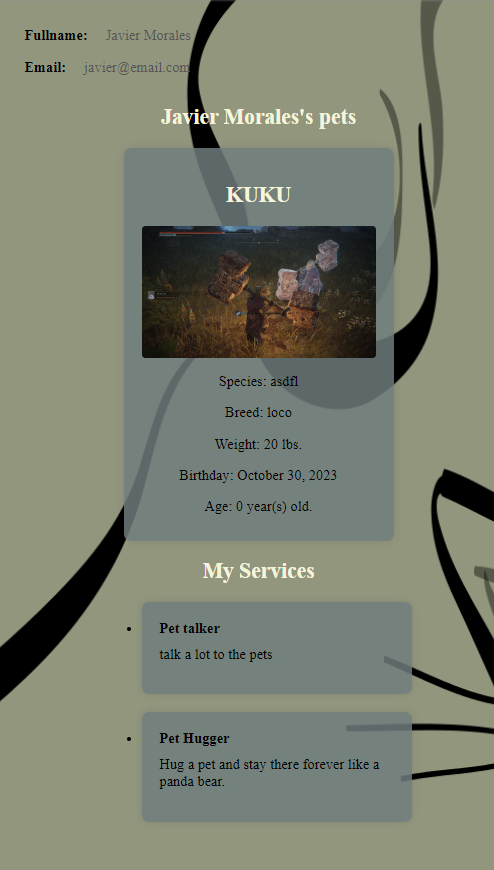 Fullname: Javier Morales
Email: javier@email.com
Javier Morales's pets
KUKU
Species: asdfl
Breed: loco
Weight: 20 lbs.
Birthday: October 30, 2023
Age: 0 year(s) old.
My Services
Pet talker
talk a lot to the pets
Pet Hugger
Hug a pet and stay there forever like a
panda bear.